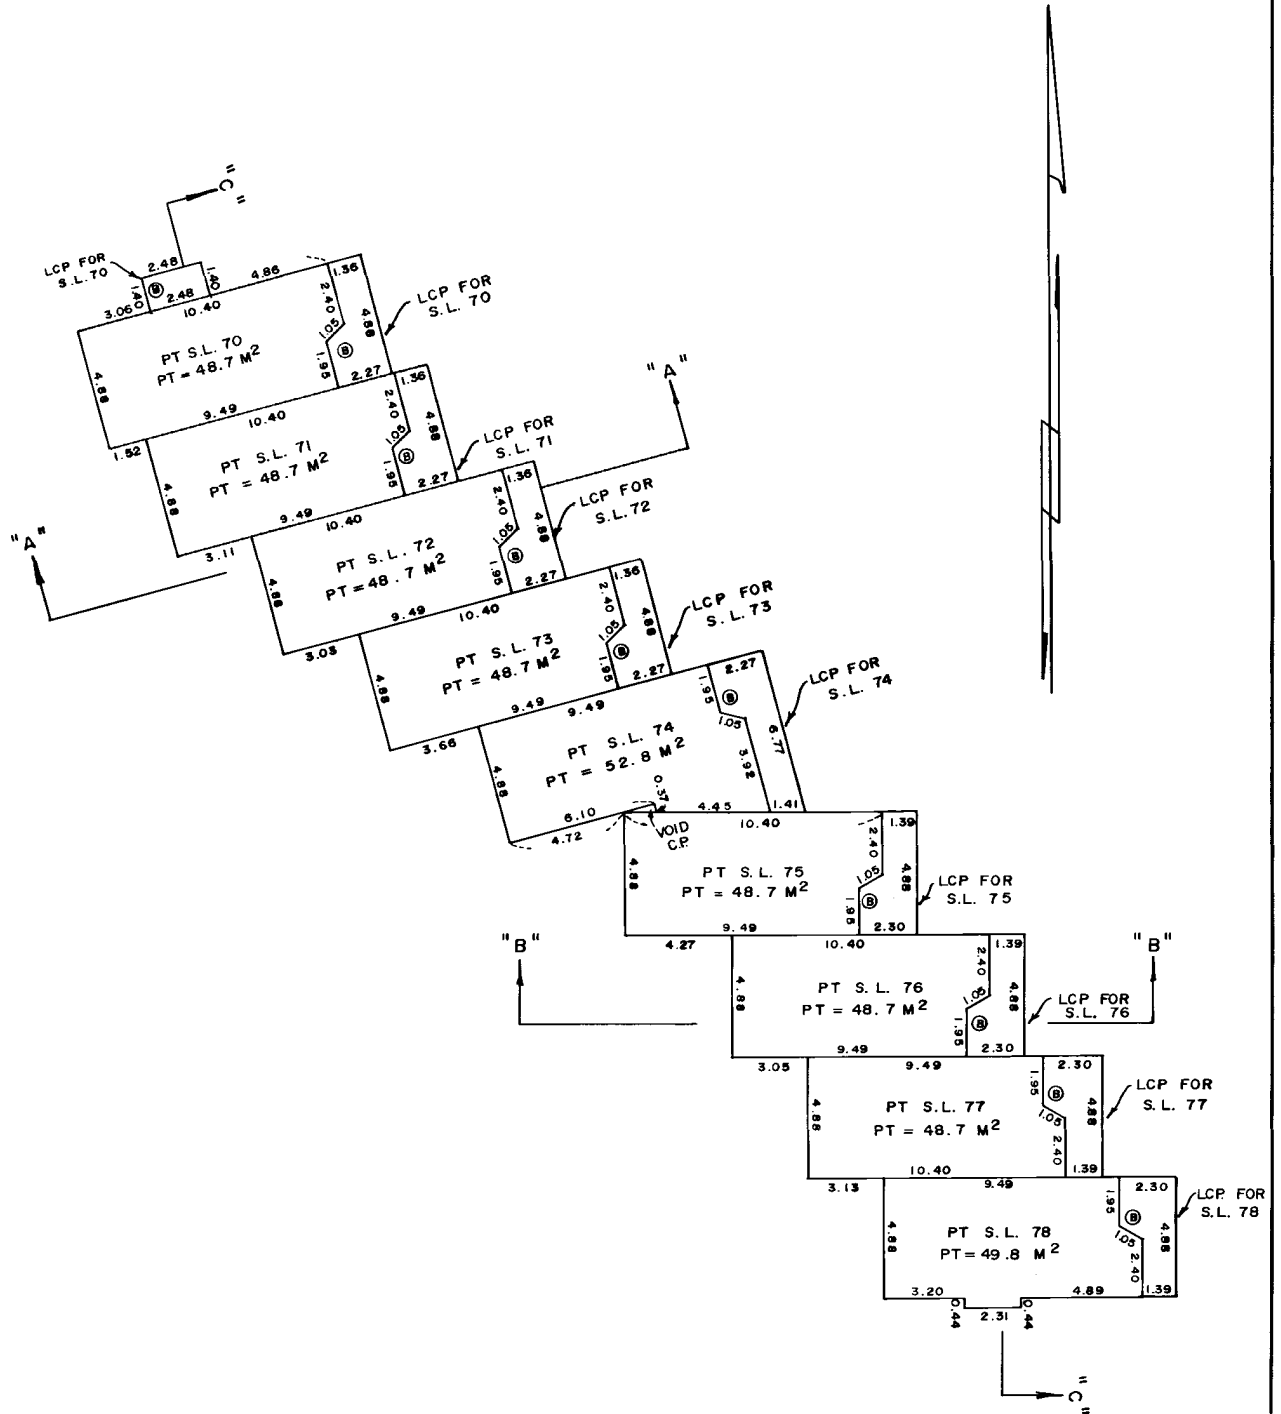 "C"
LCP FOR
S.L.70
2.48
1.40
B
1.40
2.48
3.06
10.40
4.86
1.36
2.40
1.05
1.95
B
4.88
LCP FOR
S.L. 70
PT S.L. 70
PT = 48.7 M²
4.88
9.49
2.27
1.52
10.40
1.36
2.40
1.05
1.95
B
4.88
LCP FOR
S.L. 71
"A"
PT S.L. 71
PT = 48.7 M²
4.88
9.49
2.27
3.11
10.40
1.36
2.40
1.05
1.95
B
4.88
LCP FOR
S.L.72
"A"
PT S.L. 72
PT = 48.7 M²
4.88
9.49
2.27
3.03
10.40
1.36
2.40
1.05
1.95
B
4.88
LCP FOR
S.L. 73
PT S.L. 73
PT = 48.7 M²
4.88
9.49
2.27
3.66
9.49
2.27
1.95
B
1.05
3.92
6.77
LCP FOR
S.L. 74
PT S.L. 74
PT = 52.8 M²
4.88
6.10
4.72
0.37
VOID
C.P.
4.45
1.41
10.40
1.39
2.40
1.05
1.95
B
4.88
LCP FOR
S.L. 75
PT S.L. 75
PT = 48.7 M²
4.88
9.49
2.30
4.27
"B"
"B"
10.40
1.39
2.40
1.05
1.95
B
4.88
LCP FOR
S.L. 76
PT S.L. 76
PT = 48.7 M²
4.88
9.49
2.30
3.05
9.49
2.30
1.95
B
1.05
2.40
4.88
LCP FOR
S.L. 77
PT S.L. 77
PT = 48.7 M²
4.88
10.40
1.39
3.13
9.49
2.30
1.95
B
1.05
2.40
4.88
LCP FOR
S.L. 78
PT S.L. 78
PT = 49.8 M²
4.88
3.20
0.44
2.31
0.44
4.89
1.39
"C"